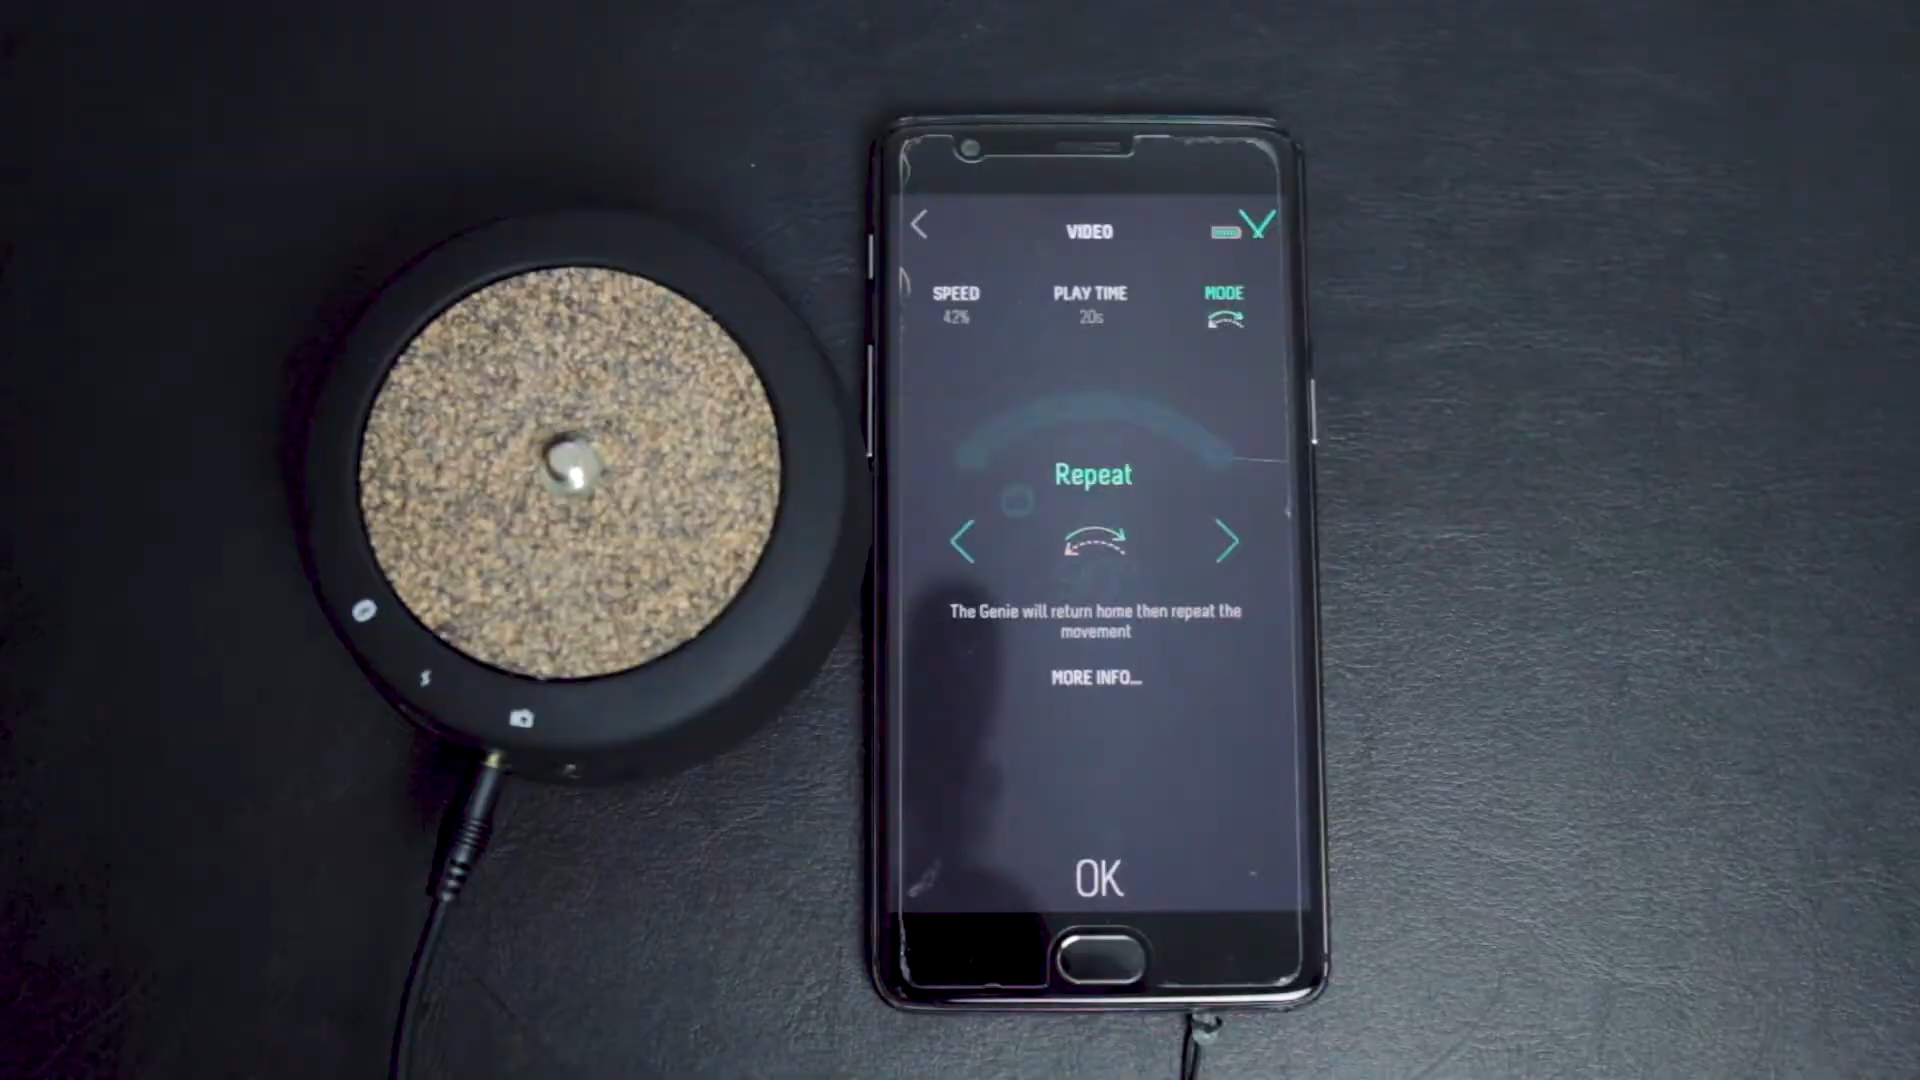 VIDEO
SPEED PLAY TIME MODE
42% 20s
Repeat
The Genie will return home then repeat the
movement
MORE INFO...
OK